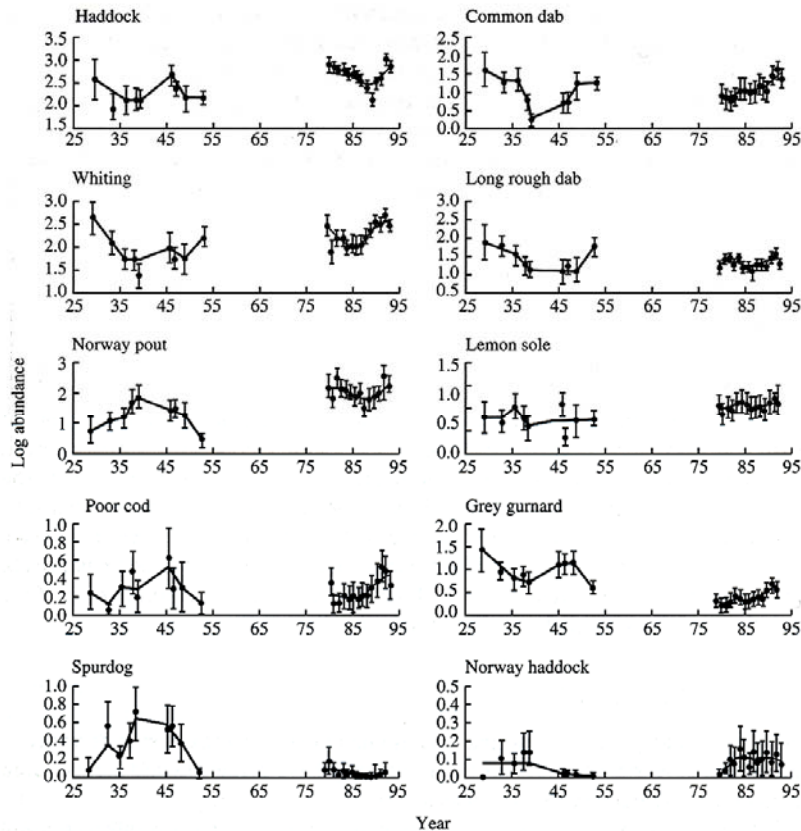 Haddock
3.5
3.0
2.5
2.0
1.5
25 35 45 55 65 75 85 95
Common dab
2.5
2.0
1.5
1.0
0.5
0.0
25 35 45 55 65 75 85 95
Whiting
3.0
2.5
2.0
1.5
1.0
25 35 45 55 65 75 85 95
Long rough dab
3.0
2.5
2.0
1.5
1.0
0.5
25 35 45 55 65 75 85 95
Log abundance
Norway pout
3
2
1
0
25 35 45 55 65 75 85 95
Lemon sole
1.5
1.0
0.5
0.0
25 35 45 55 65 75 85 95
Poor cod
1.0
0.8
0.6
0.4
0.2
0.0
25 35 45 55 65 75 85 95
Grey gurnard
2.0
1.5
1.0
0.5
0.0
25 35 45 55 65 75 85 95
Spurdog
1.0
0.8
0.6
0.4
0.2
0.0
25 35 45 55 65 75 85 95
Norway haddock
0.5
0.4
0.3
0.2
0.1
0.0
25 35 45 55 65 75 85 95
Year